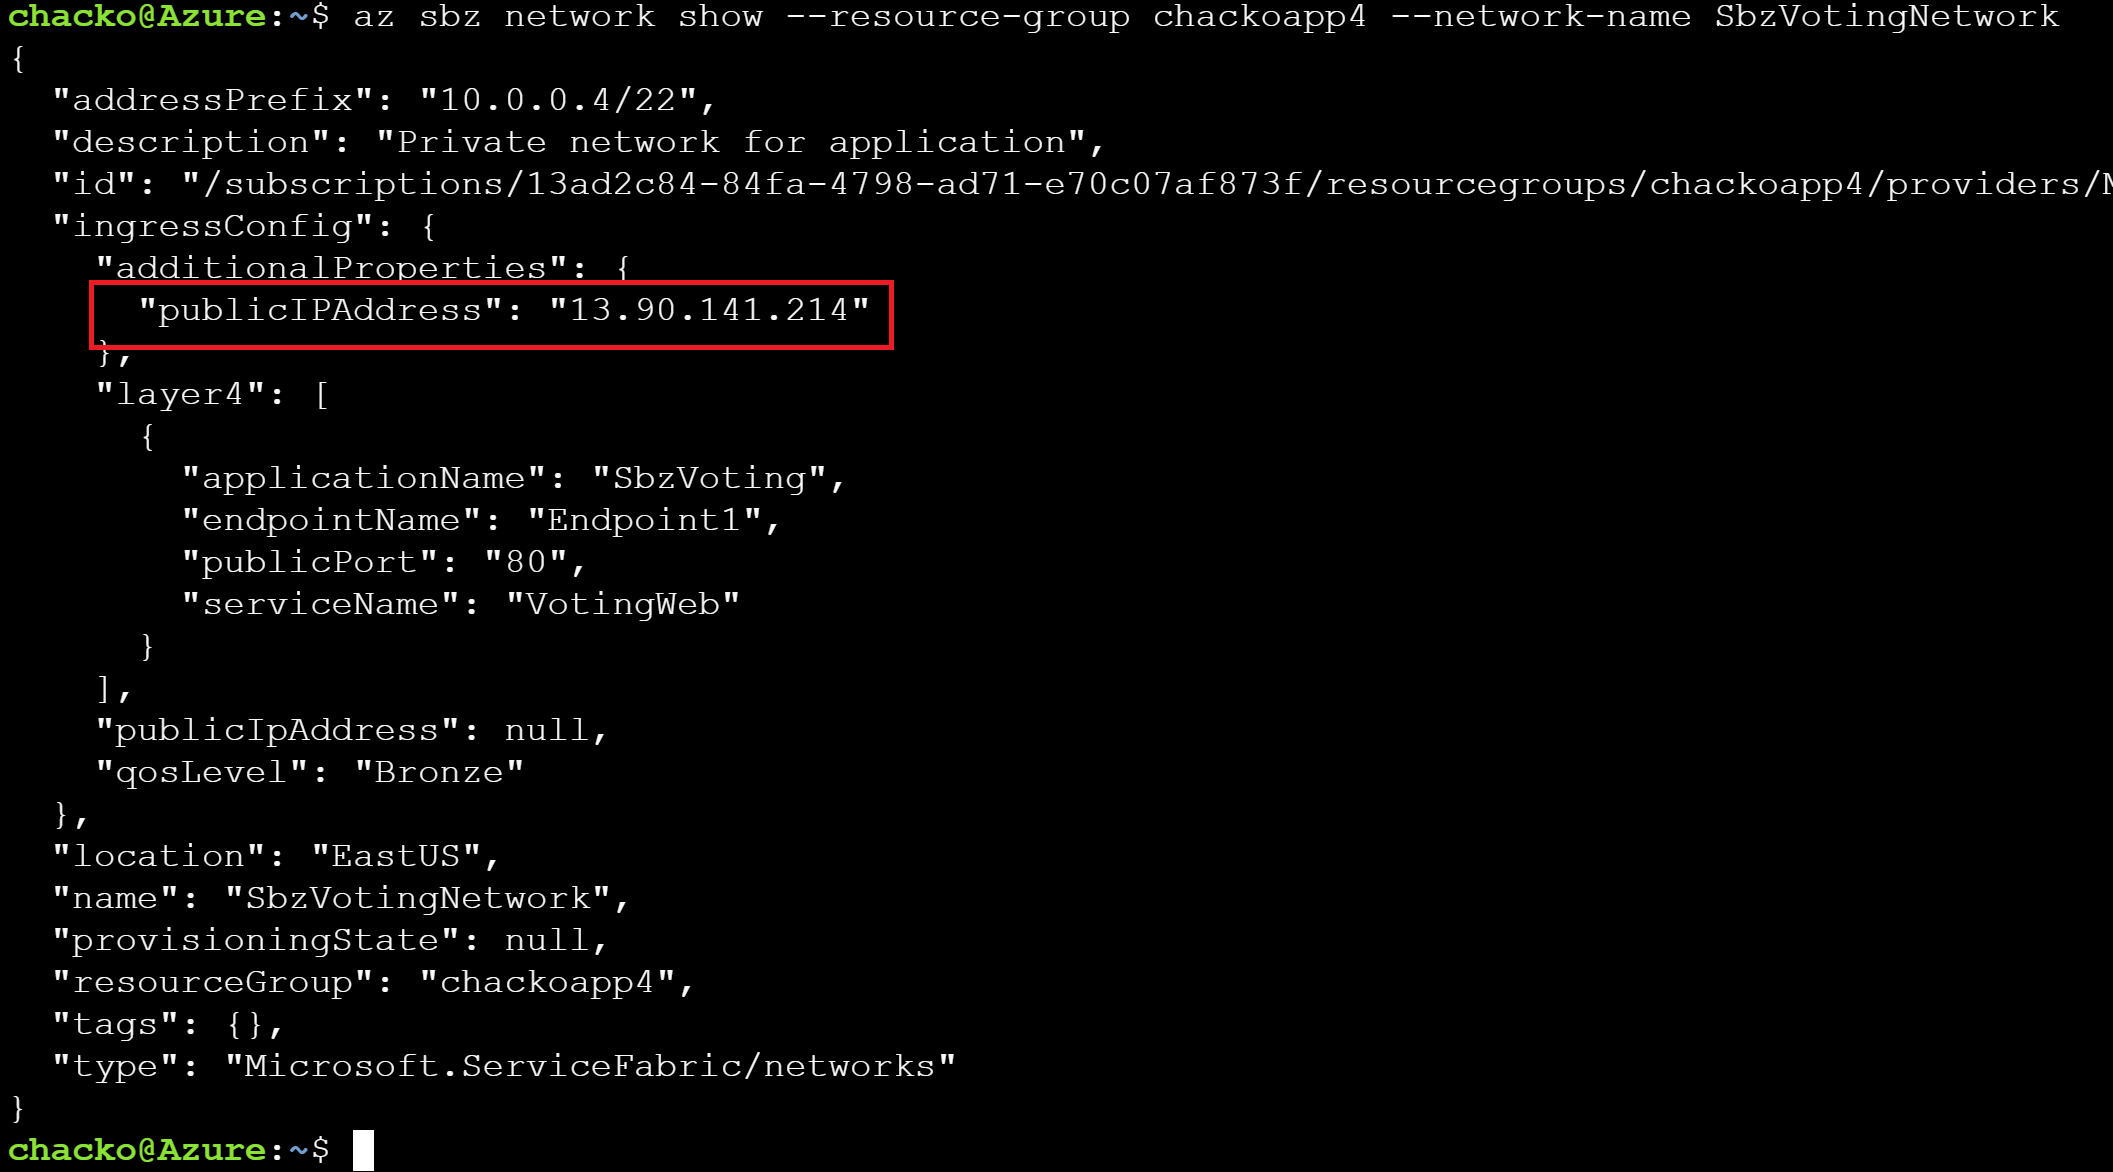 chacko@Azure:~$ az sbz network show --resource-group chackoapp4 --network-name SbzVotingNetwork
{
  "addressPrefix": "10.0.0.4/22",
  "description": "Private network for application",
  "id": "/subscriptions/13ad2c84-84fa-4798-ad71-e70c07af873f/resourcegroups/chackoapp4/providers/M
  "ingressConfig": {
    "additionalProperties": {
      "publicIPAddress": "13.90.141.214"
    },
    "layer4": [
      {
        "applicationName": "SbzVoting",
        "endpointName": "Endpoint1",
        "publicPort": "80",
        "serviceName": "VotingWeb"
      }
    ],
    "publicIpAddress": null,
    "qosLevel": "Bronze"
  },
  "location": "EastUS",
  "name": "SbzVotingNetwork",
  "provisioningState": null,
  "resourceGroup": "chackoapp4",
  "tags": {},
  "type": "Microsoft.ServiceFabric/networks"
}
chacko@Azure:~$